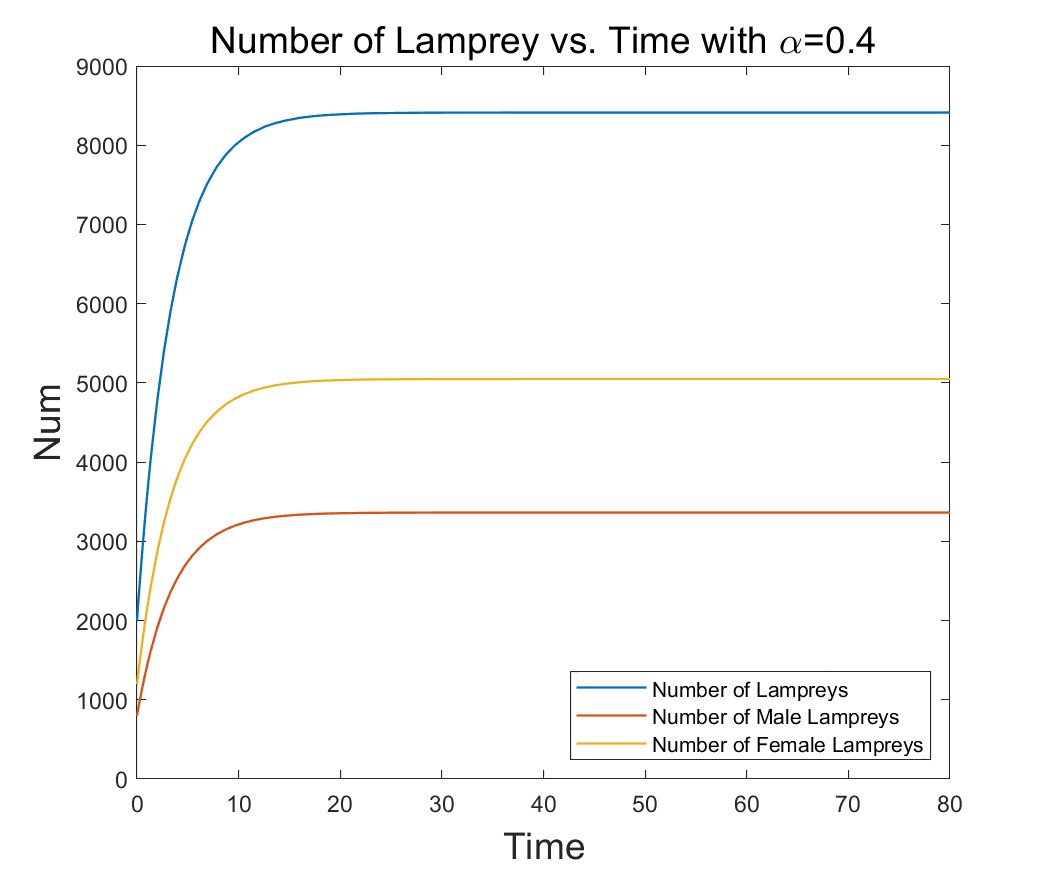 Number of Lamprey vs. Time with α=0.4
9000
8000
7000
6000
5000
4000
3000
2000
1000
0
Num
Number of Lampreys
Number of Male Lampreys
Number of Female Lampreys
0 10 20 30 40 50 60 70 80
Time